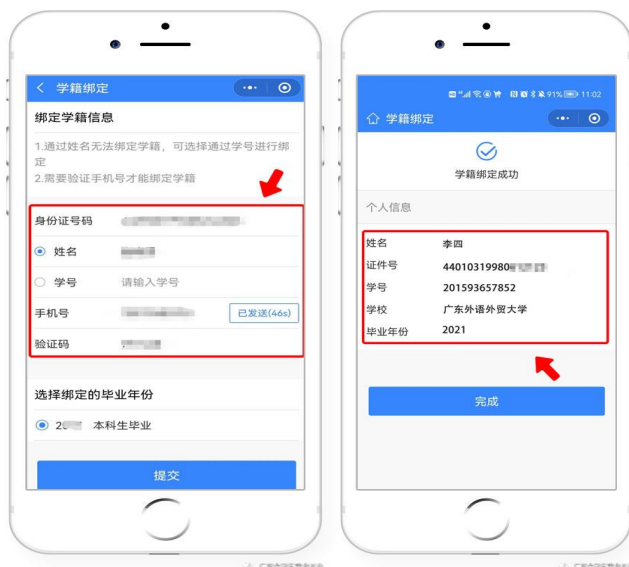 学籍绑定
绑定学籍信息
1.通过姓名无法绑定学籍，可选择通过学号进行绑
定
2.需要验证手机号才能绑定学籍
身份证号码
姓名
学号 请输入学号
手机号 已发送(46s)
验证码
选择绑定的毕业年份
本科生毕业
提交
91% 11:02
学籍绑定
学籍绑定成功
个人信息
姓名 李四
证件号 44010319980
学号 201593657852
学校 广东外语外贸大学
毕业年份 2021
完成